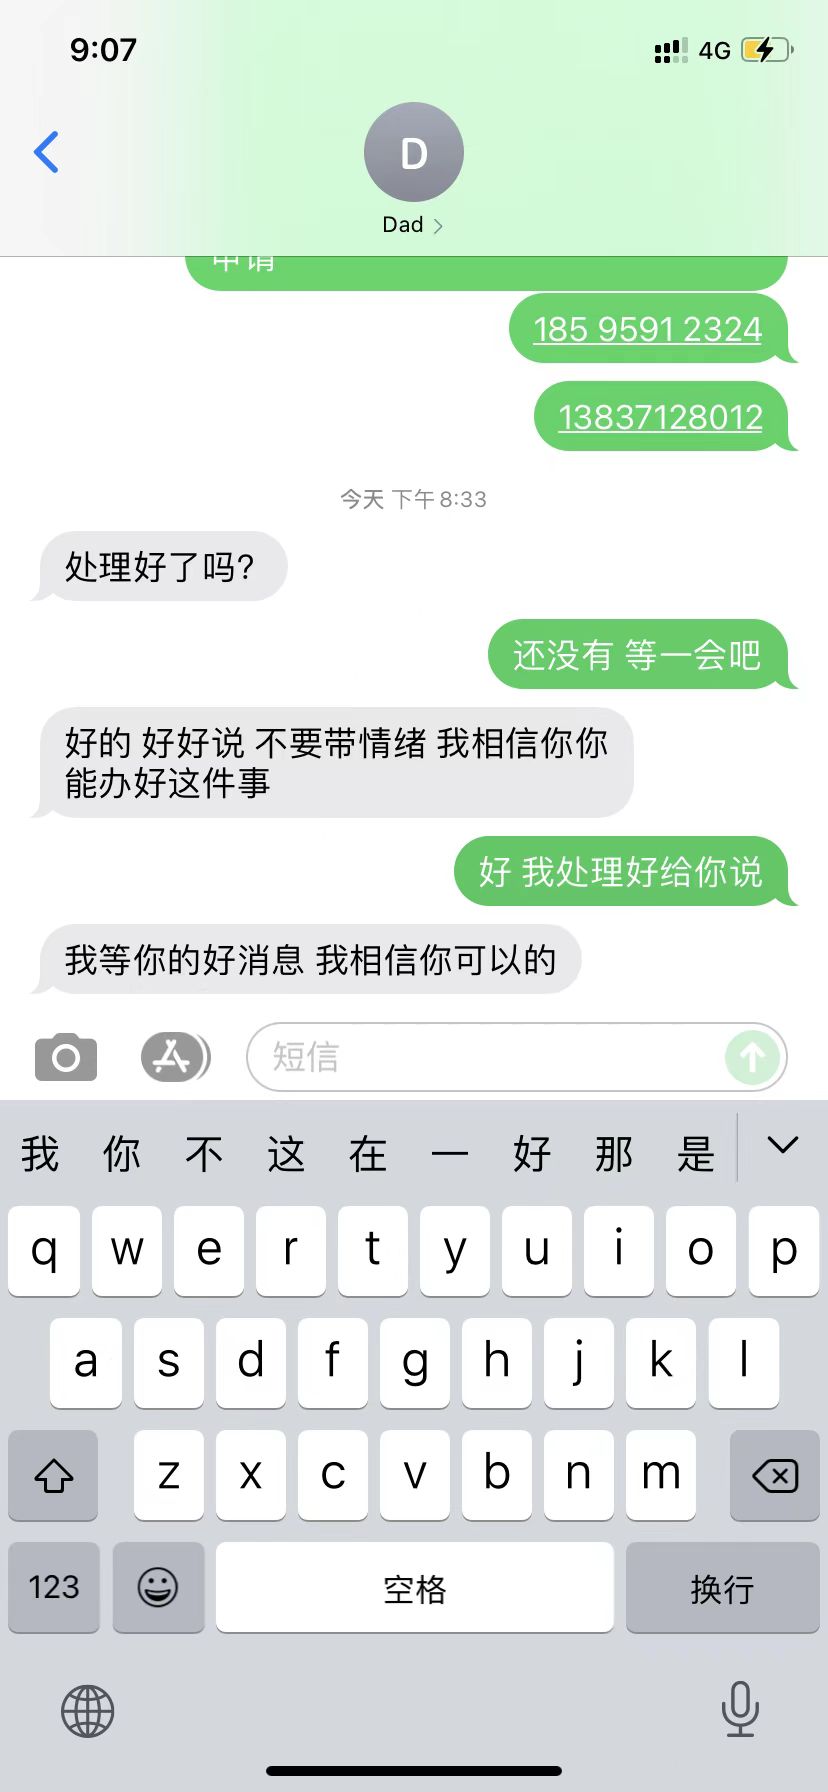 9:07
4G
D
Dad
申请
185 9591 2324
13837128012
今天 下午 8:33
处理好了吗?
还没有 等一会吧
好的 好好说 不要带情绪 我相信你你
能办好这件事
好 我处理好给你说
我等你的好消息 我相信你可以的
短信
我 你 不 这 在 一 好 那 是
q w e r t y u i o p
a s d f g h j k l
z x c v b n m
123 空格 换行